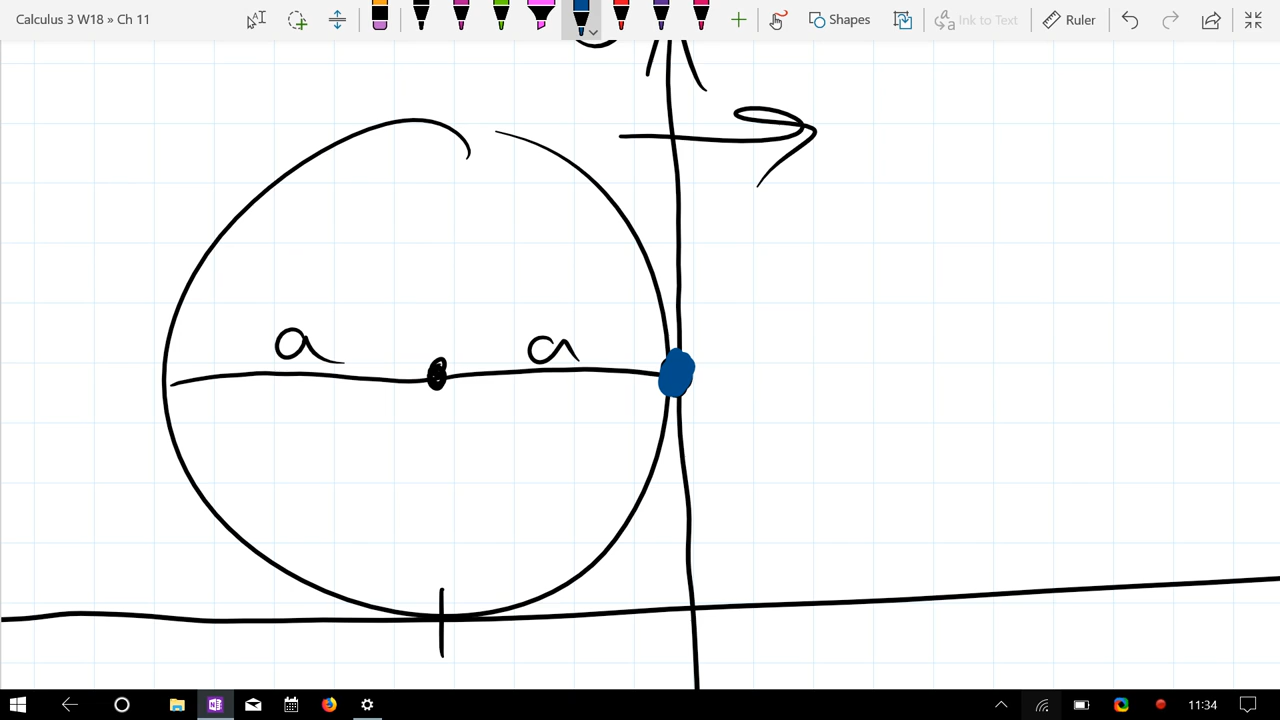 Calculus 3 W18 » Ch 11
Shapes
Ink to Text
Ruler
a a
11:34